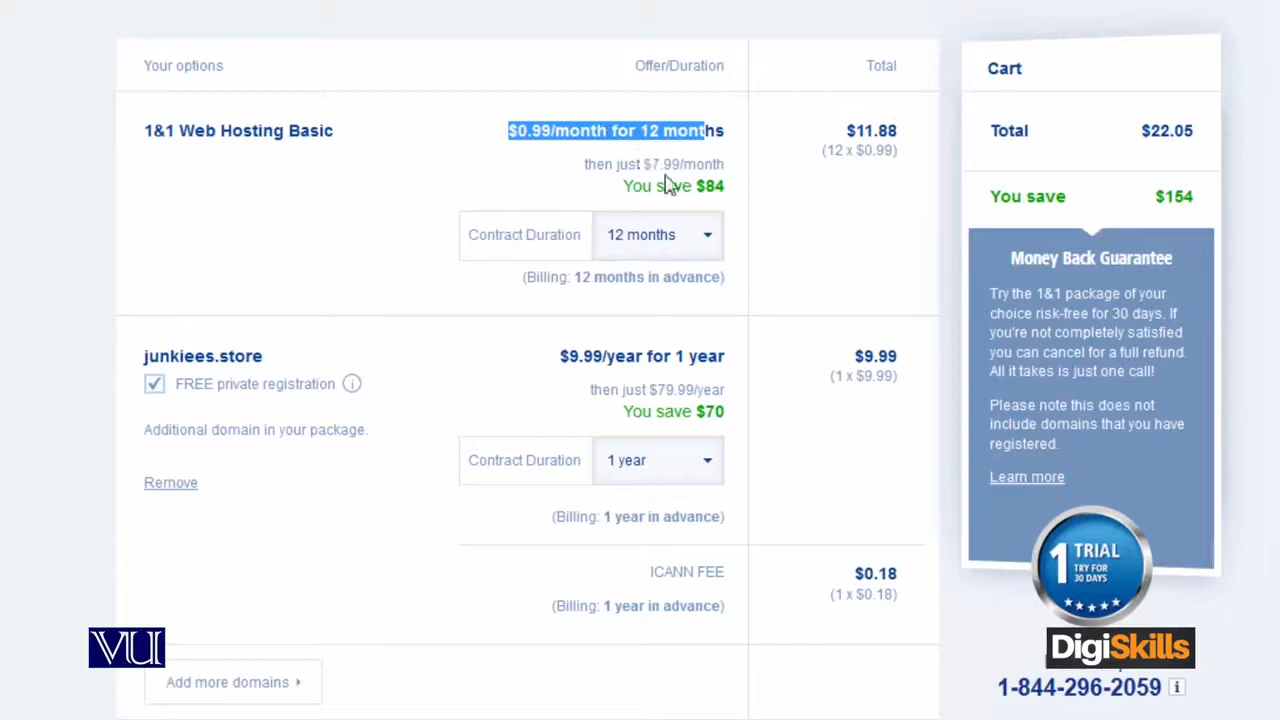 Your options
Offer/Duration
Total
1&1 Web Hosting Basic
$0.99/month for 12 months
$11.88
then just $7.99/month
(12 x $0.99)
You save $84
Contract Duration
12 months
(Billing: 12 months in advance)
junkiees.store
$9.99/year for 1 year
$9.99
FREE private registration
i
then just $79.99/year
(1 x $9.99)
You save $70
Additional domain in your package.
Contract Duration
1 year
Remove
(Billing: 1 year in advance)
ICANN FEE
$0.18
(Billing: 1 year in advance)
(1 x $0.18)
Add more domains
Cart
Total
$22.05
You save
$154
Money Back Guarantee
Try the 1&1 package of your
choice risk-free for 30 days. If
you're not completely satisfied
you can cancel for a full refund.
All it takes is just one call!
Please note this does not
include domains that you have
registered.
Learn more
1 TRIAL
TRY FOR
30 DAYS
VU
DigiSkills
1-844-296-2059
i